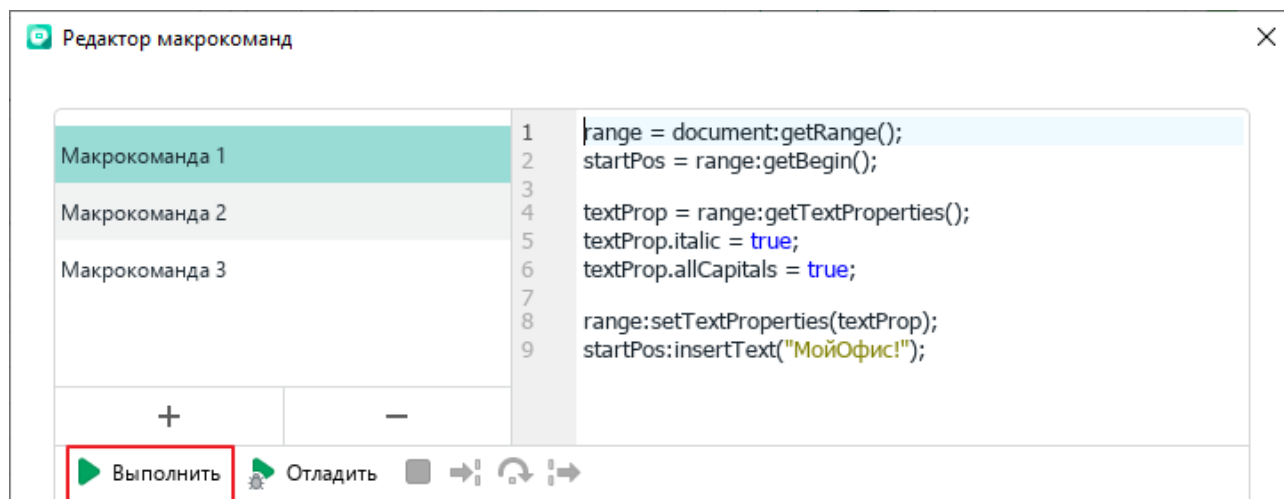 Редактор макрокоманд
Макрокоманда 1
Макрокоманда 2
Макрокоманда 3
1 range = document:getRange();
2 startPos = range:getBegin();
3
4 textProp = range:getTextProperties();
5 textProp.italic = true;
6 textProp.allCapitals = true;
7
8 range:setTextProperties(textProp);
9 startPos:insertText("МойОфис!");
+ −
Выполнить Отладить